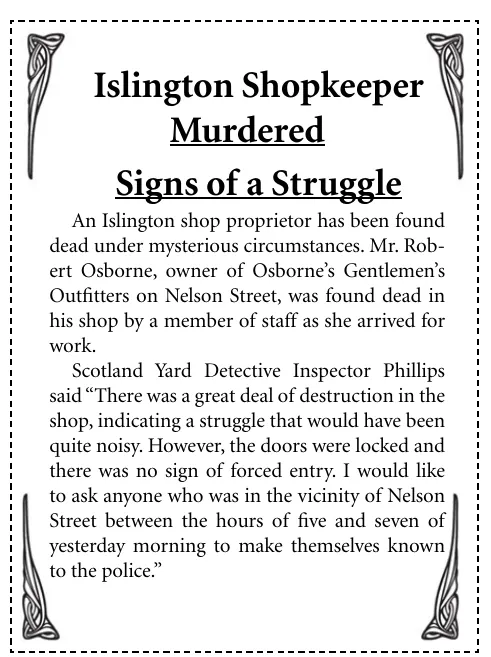 Islington Shopkeeper
Murdered
Signs of a Struggle
An Islington shop proprietor has been found
dead under mysterious circumstances. Mr. Rob-
ert Osborne, owner of Osborne’s Gentlemen’s
Outfitters on Nelson Street, was found dead in
his shop by a member of staff as she arrived for
work.
Scotland Yard Detective Inspector Phillips
said “There was a great deal of destruction in the
shop, indicating a struggle that would have been
quite noisy. However, the doors were locked and
there was no sign of forced entry. I would like
to ask anyone who was in the vicinity of Nelson
Street between the hours of five and seven of
yesterday morning to make themselves known
to the police.”